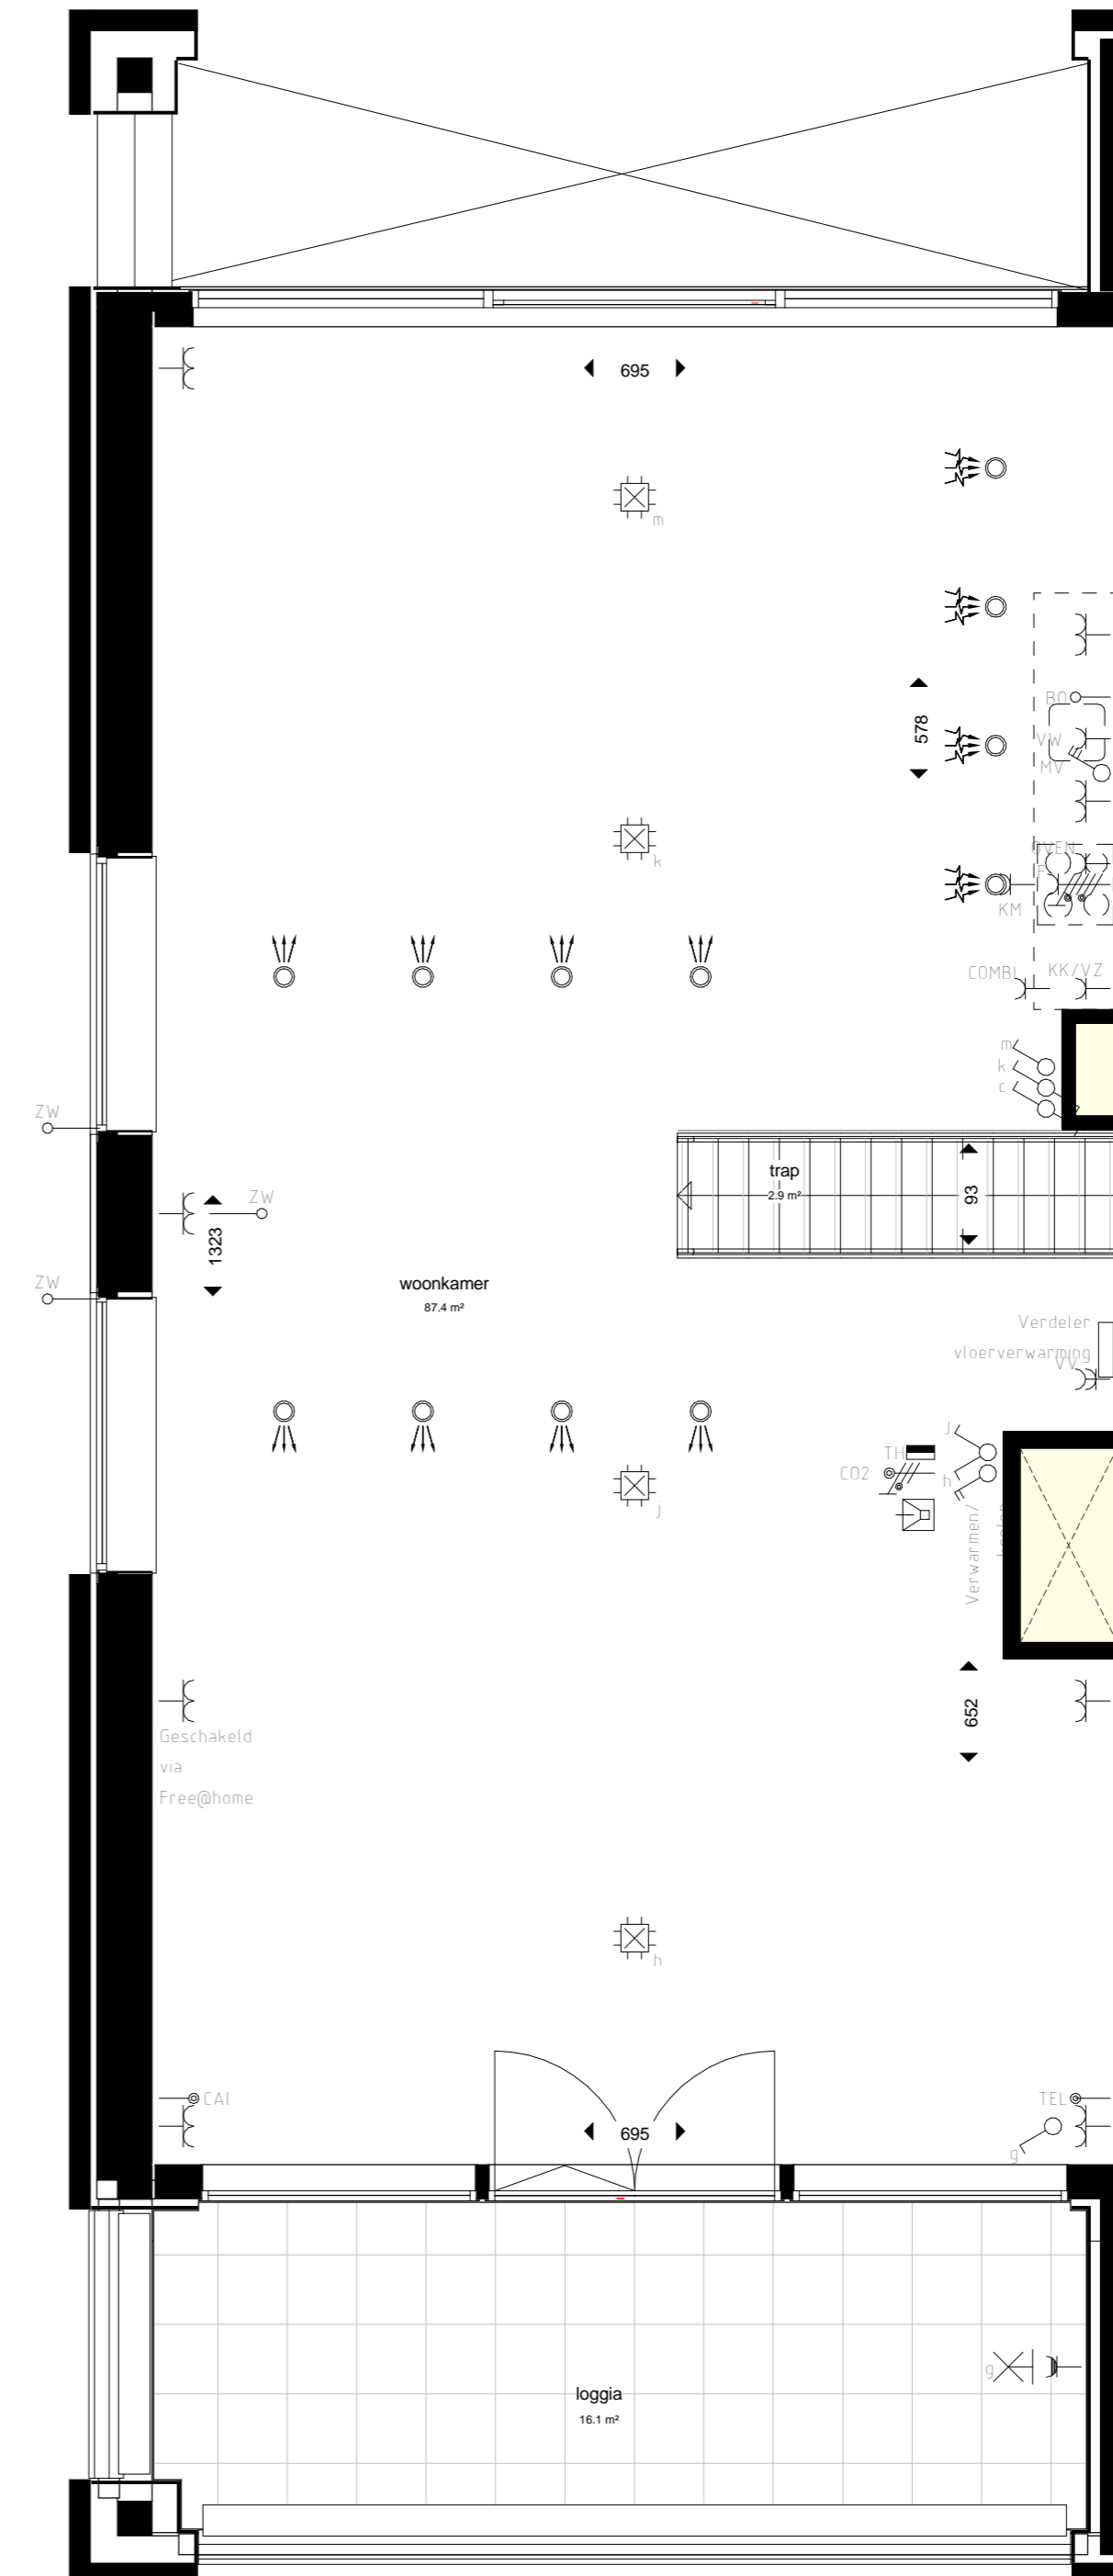 695
m
BO
578
VW
MV
k
OVEN
KM
COMBI
KK/VZ
m
k
c
ZW
trap
2.9 m²
93
ZW
1323
ZW
woonkamer
87.4 m²
Verdeler
vloerverwarming
VV
j
TH
CO2
h
j
Verwarmen/
652
Geschakeld
via
Free@home
h
CAI
TEL
695
g
g
loggia
16.1 m²